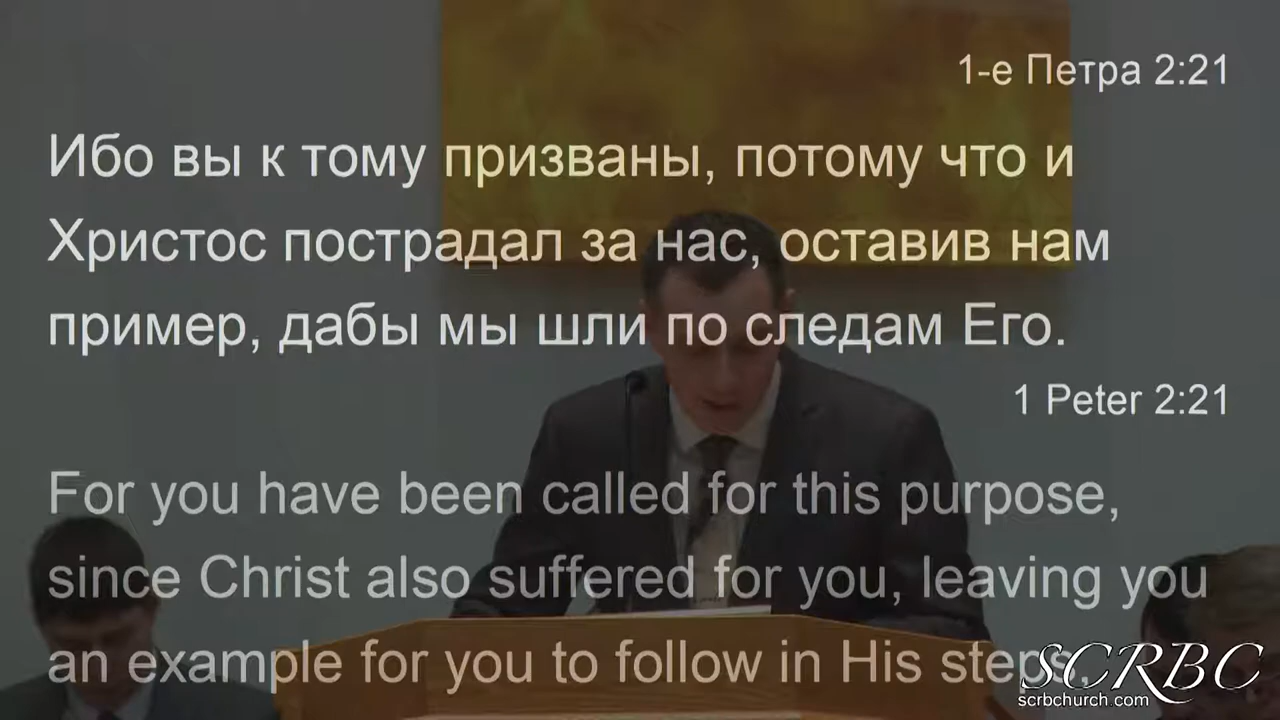 1-е Петра 2:21
Ибо вы к тому призваны, потому что и
Христос пострадал за нас, оставив нам
пример, дабы мы шли по следам Его.
1 Peter 2:21
For you have been called for this purpose,
since Christ also suffered for you, leaving you
an example for you to follow in His steps,
SCRBC
scrbchurch.com